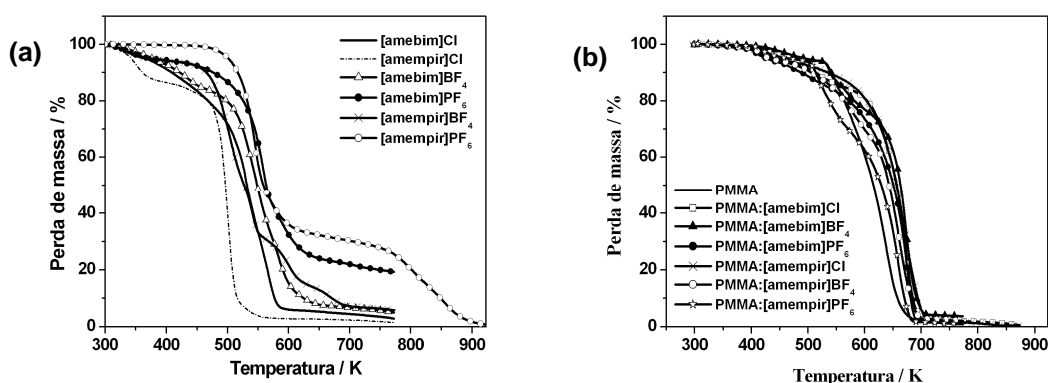 (a)
Perda de massa / %
100
80
60
40
20
0
300 400 500 600 700 800 900
Temperatura / K
[amebim]Cl
[amempir]Cl
[amebim]BF₄
[amebim]PF₆
[amempir]BF₄
[amempir]PF₆
(b)
Perda de massa / %
100
80
60
40
20
0
200 300 400 500 600 700 800 900
Temperatura / K
PMMA
PMMA:[amebim]Cl
PMMA:[amebim]BF₄
PMMA:[amebim]PF₆
PMMA:[amempir]Cl
PMMA:[amempir]BF₄
PMMA:[amempir]PF₆